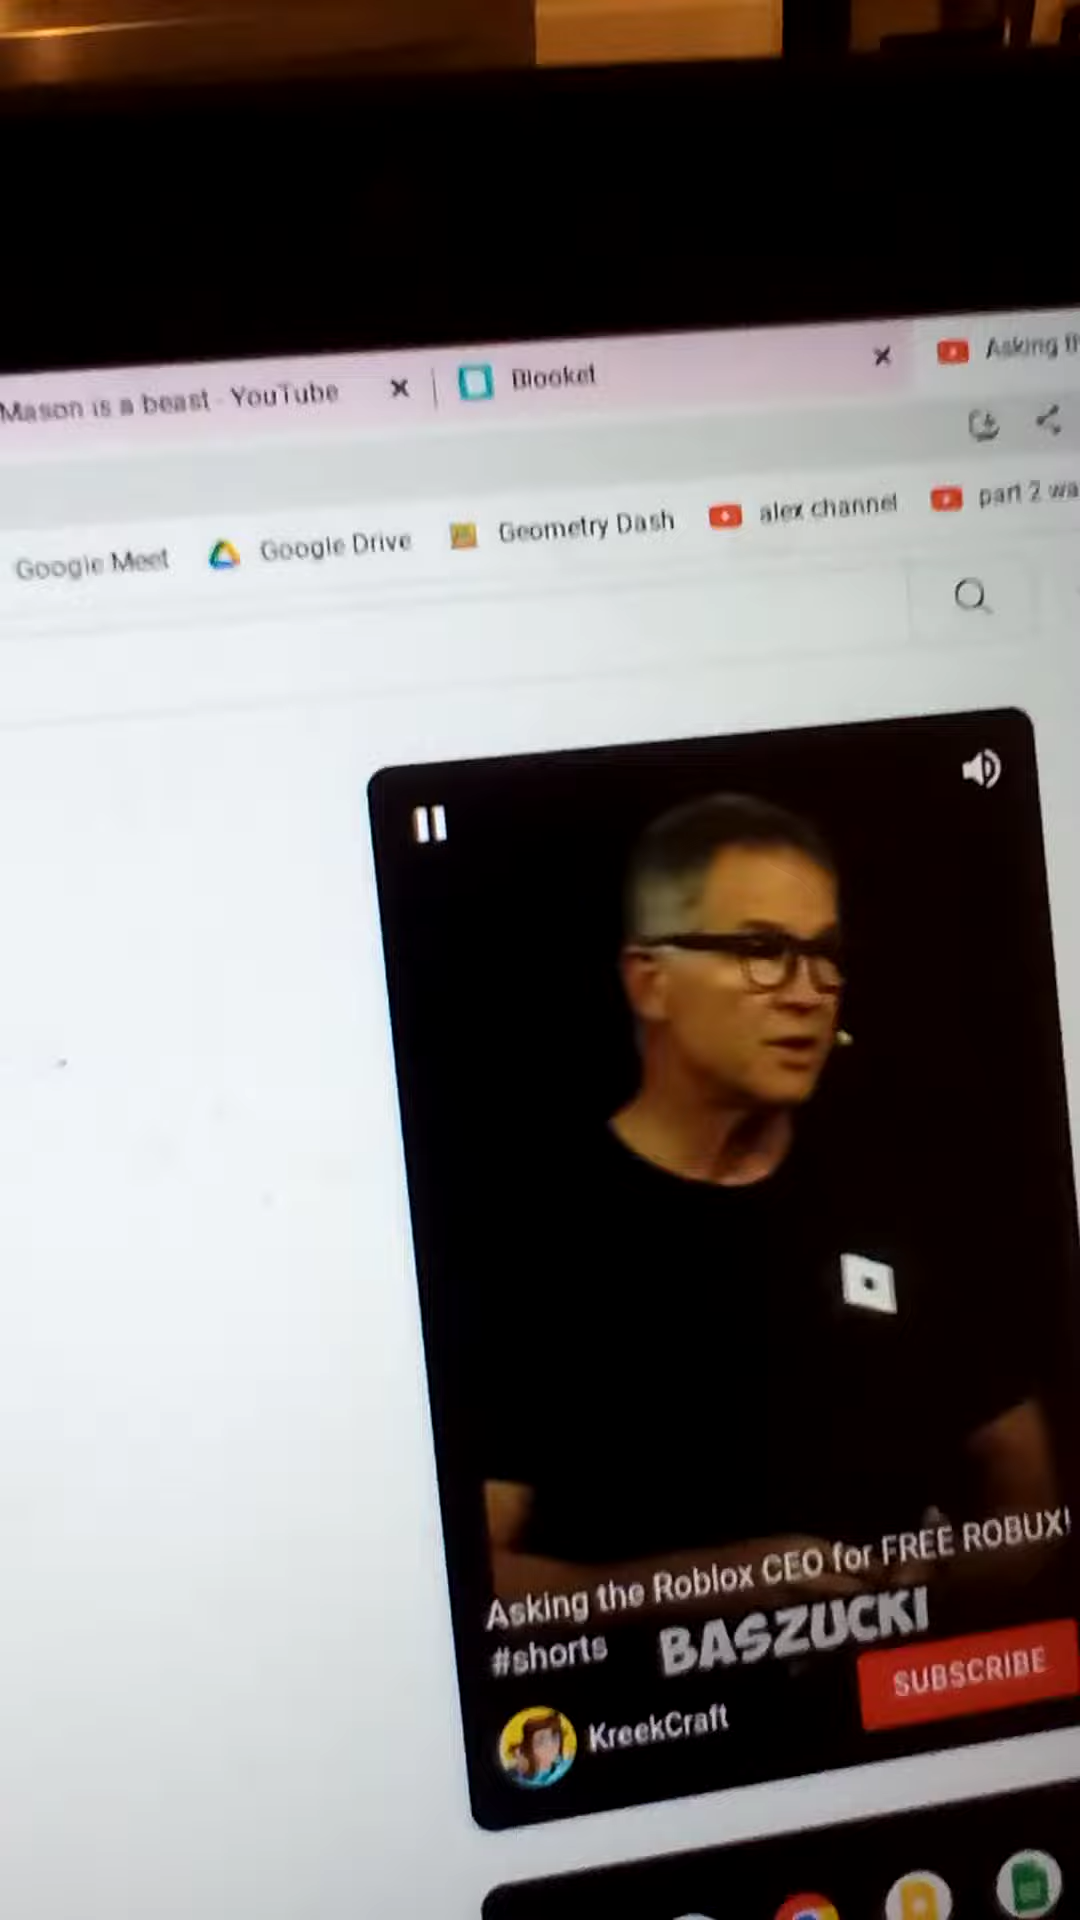 Mason is a beast - YouTube
Blooket
Asking
Google Meet
Google Drive
Geometry Dash
alex channel
part 2 wa
Asking the Roblox CEO for FREE ROBUX!
#shorts
BASZUCKI
SUBSCRIBE
KreekCraft